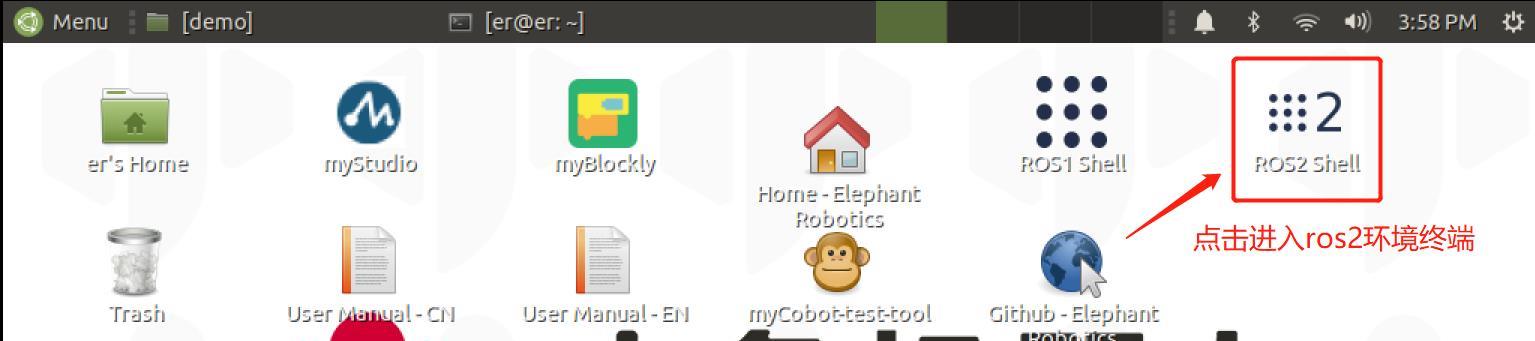 Menu
[demo]
[er@er: ~]
3:58 PM
2
er's Home
myStudio
myBlockly
Home - Elephant
Robotics
ROS1 Shell
ROS2 Shell
点击进入ros2环境终端
Trash
User Manual - CN
User Manual - EN
myCobot-test-tool
Github - Elephant
Robotics